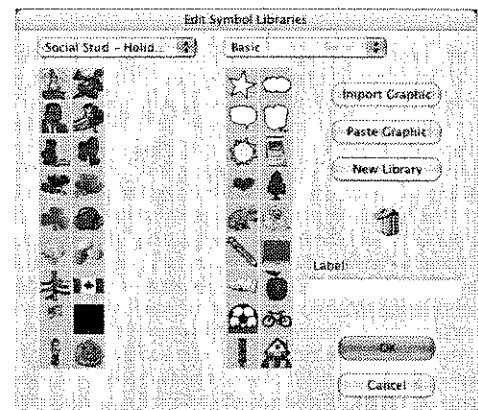 Edit Symbol Libraries
Social Stud - Holid...
Basic
Import Graphic
Paste Graphic
New Library
Label:
OK
Cancel